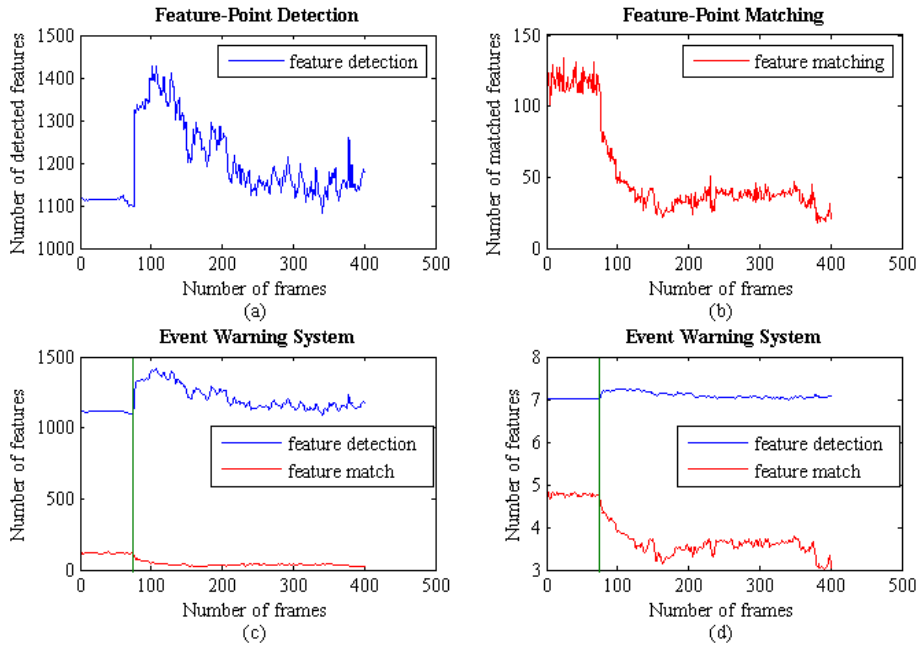 Feature-Point Detection
1500
1400
1300
1200
1100
1000
0 100 200 300 400 500
Number of detected features
feature detection
Number of frames
(a)
Feature-Point Matching
150
100
50
0
0 100 200 300 400 500
Number of matched features
feature matching
Number of frames
(b)
Event Warning System
1500
1000
500
0
0 100 200 300 400 500
Number of features
feature detection
feature match
Number of frames
(c)
Event Warning System
8
7
6
5
4
3
0 100 200 300 400 500
Number of features
feature detection
feature match
Number of frames
(d)